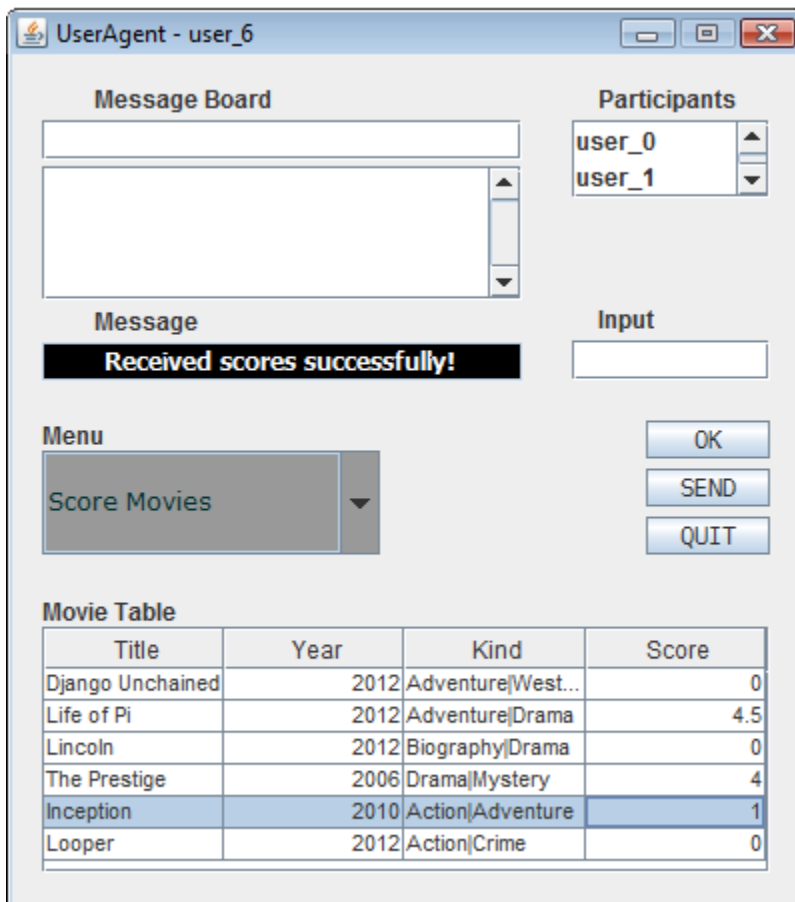 UserAgent - user_6
Message Board
Participants
user_0
user_1
Message
Input
Received scores successfully!
Menu
OK
Score Movies
SEND
QUIT
Movie Table
Title Year Kind Score
Django Unchained 2012 Adventure|West... 0
Life of Pi 2012 Adventure|Drama 4.5
Lincoln 2012 Biography|Drama 0
The Prestige 2006 Drama|Mystery 4
Inception 2010 Action|Adventure 1
Looper 2012 Action|Crime 0